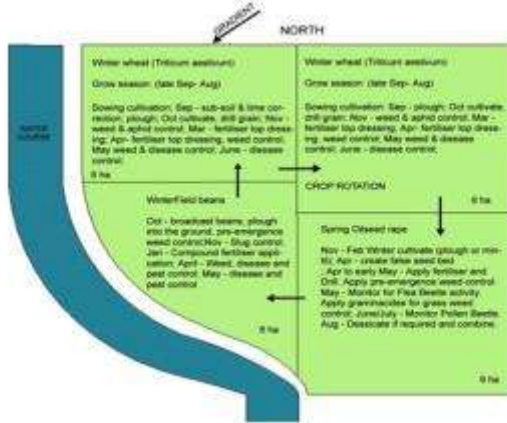 GRADIENT
NORTH
Winter wheat (Triticum aestivum)
Grow season: (late Sep- Aug)
Sowing cultivation: Sep - sub-soil & lime cor-
rection; plough; Oct cultivate, drill grain; Nov -
weed & aphid control; Mar - fertiliser top dress-
ing; Apr- fertiliser top dressing, weed control;
May weed & disease control; June - disease
control;
6 ha
Winter wheat (Triticum aestivum)
Grow season: (late Sep- Aug)
Sowing cultivation: Sep - plough; Oct cultivate,
drill grain; Nov - weed & aphid control; Mar -
fertiliser top dressing; Apr- fertiliser top dress-
ing, weed control; May weed & disease
control; June - disease control;
CROP ROTATION
6 ha
WATER
COURSE
WinterField beans
Oct - broadcast beans, plough
into the ground, pre-emergence
weed control;Nov - Slug control;
Jan - Compound fertiliser appli-
cation; April - Weed, disease and
pest control; May - disease and
pest control
6 ha
Spring Oilseed rape
Nov - Feb Winter cultivate (plough or min-
til); Apr - create false seed bed
; Apr to early May - Apply fertiliser and
Drill. Apply pre-emergence weed control.
May - Monitor for Flea Beetle activity.
Apply graminacides for grass weed
control; June/July - Monitor Pollen Beetle.
Aug - Dessicate if required and combine.
6 ha